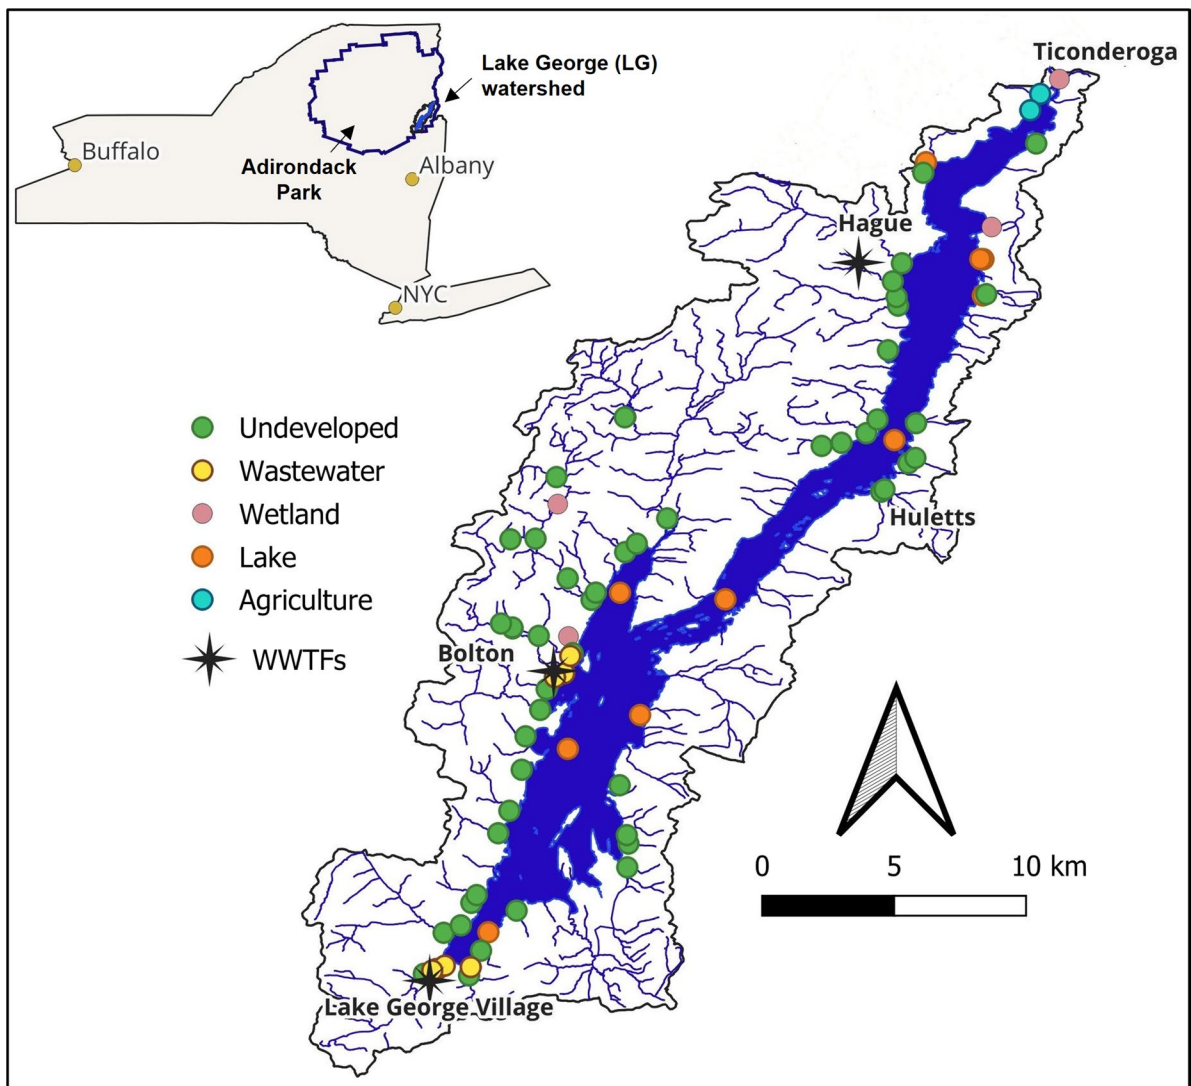 Ticonderoga
Lake George (LG)
watershed
Buffalo
Adirondack
Park
Albany
NYC
Hague
Undeveloped
Wastewater
Wetland
Lake
Agriculture
WWTFs
Huletts
Bolton
0 5 10 km
Lake George Village